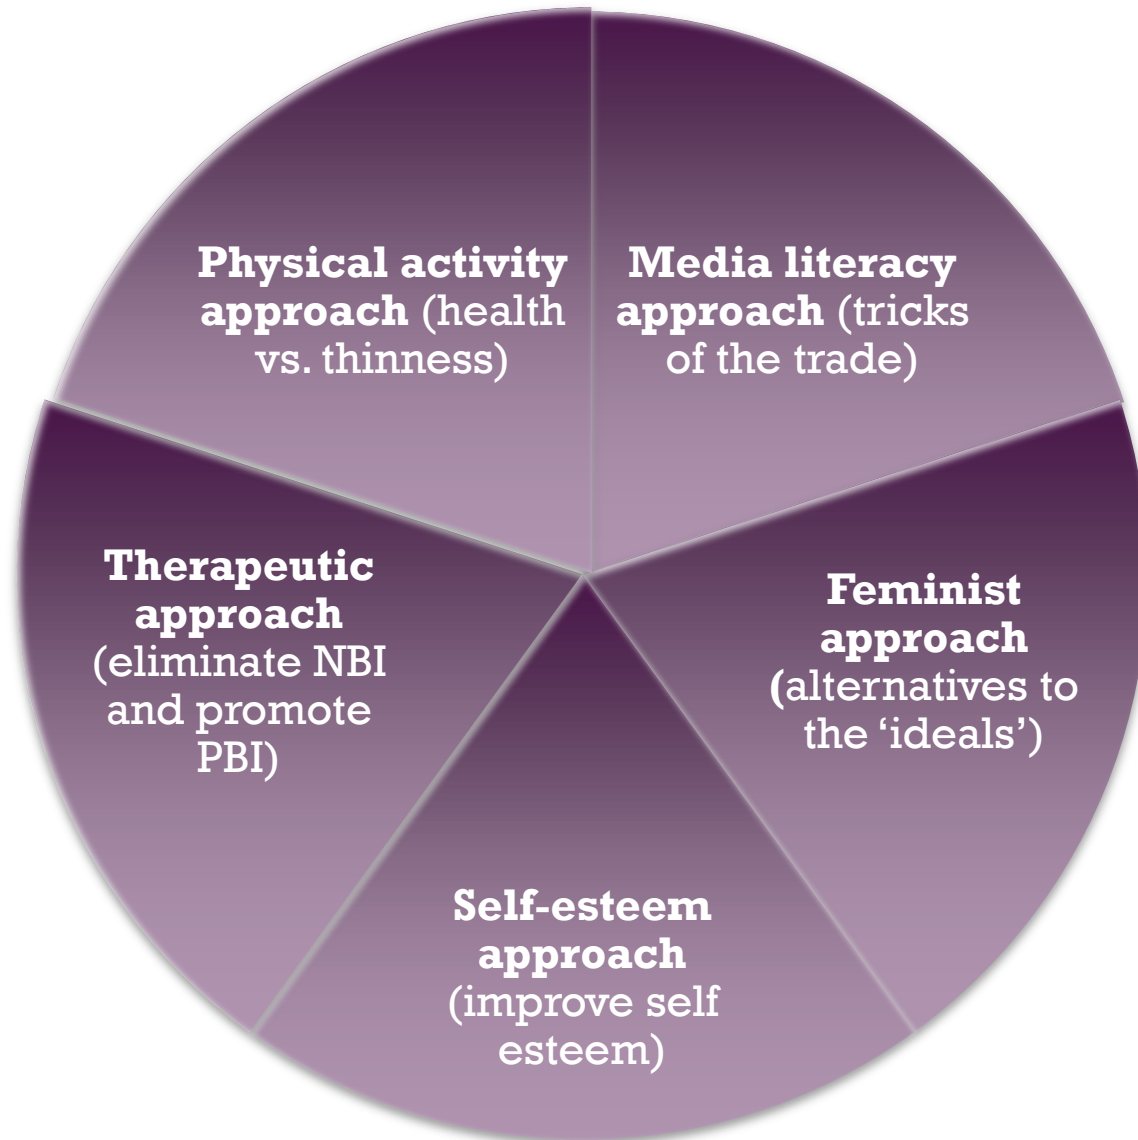 Physical activity
approach (health
vs. thinness)
Media literacy
approach (tricks
of the trade)
Therapeutic
approach
(eliminate NBI
and promote
PBI)
Feminist
approach
(alternatives to
the ‘ideals’)
Self-esteem
approach
(improve self
esteem)